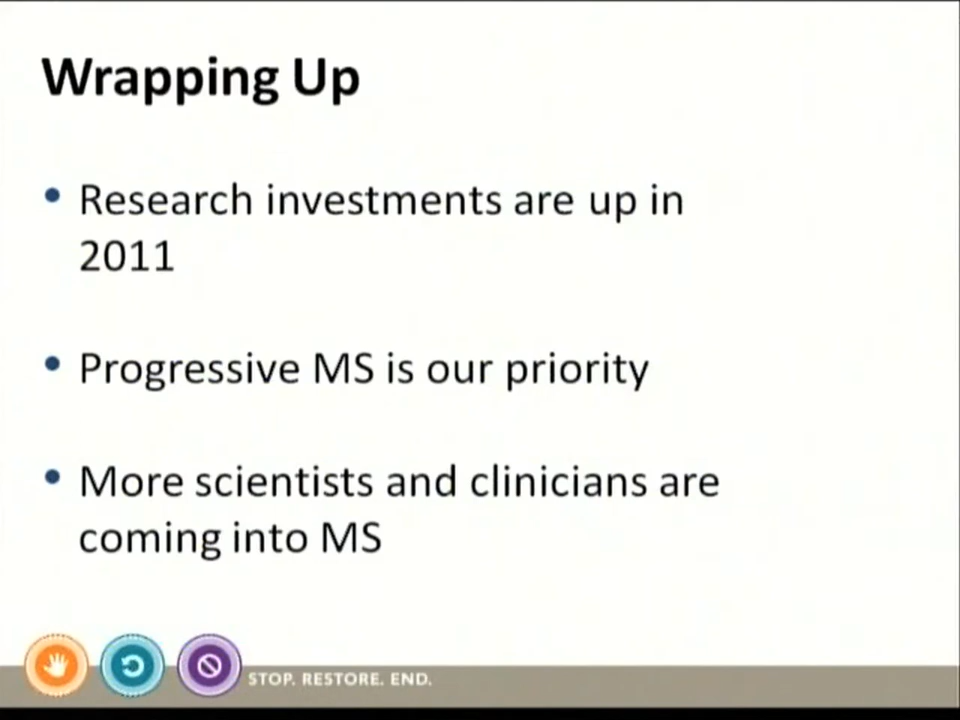 Wrapping Up
• Research investments are up in
2011
• Progressive MS is our priority
• More scientists and clinicians are
coming into MS
STOP. RESTORE. END.